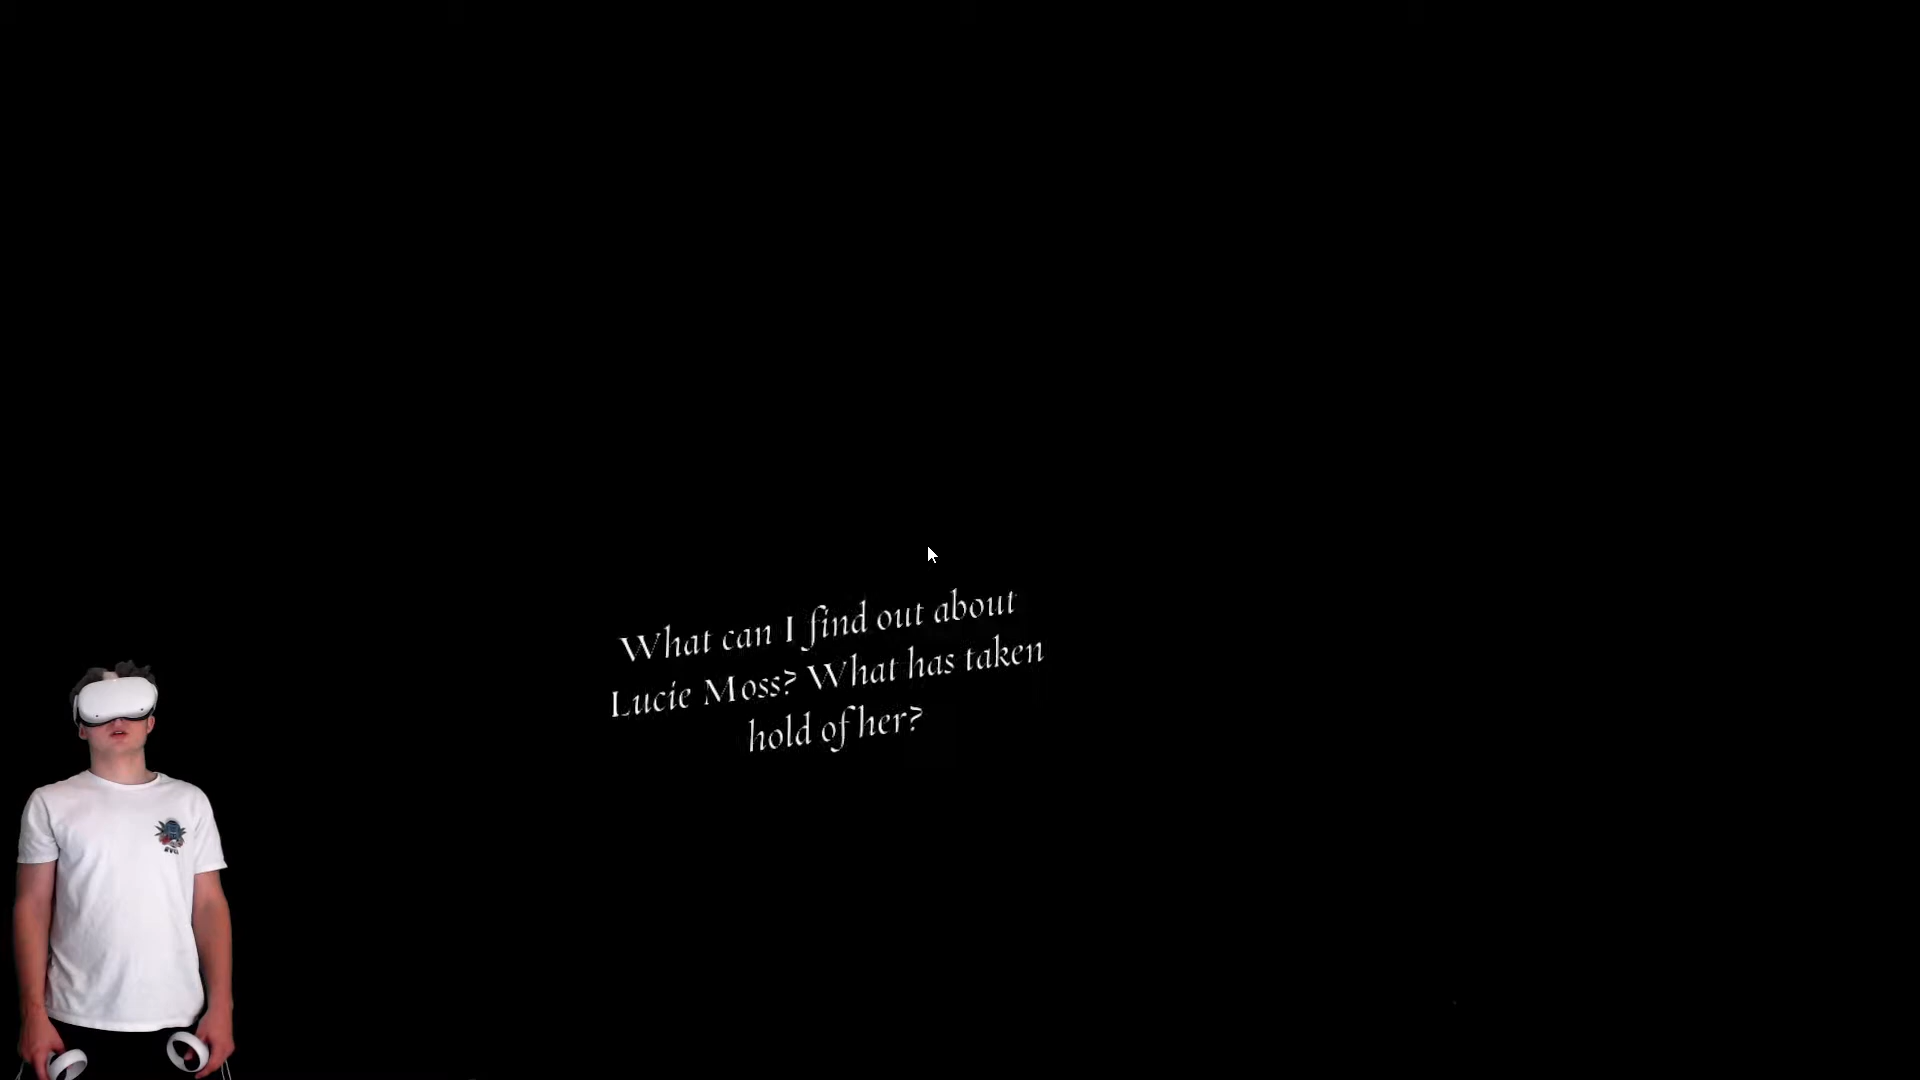 What can I find out about
Lucie Moss? What has taken
hold of her?